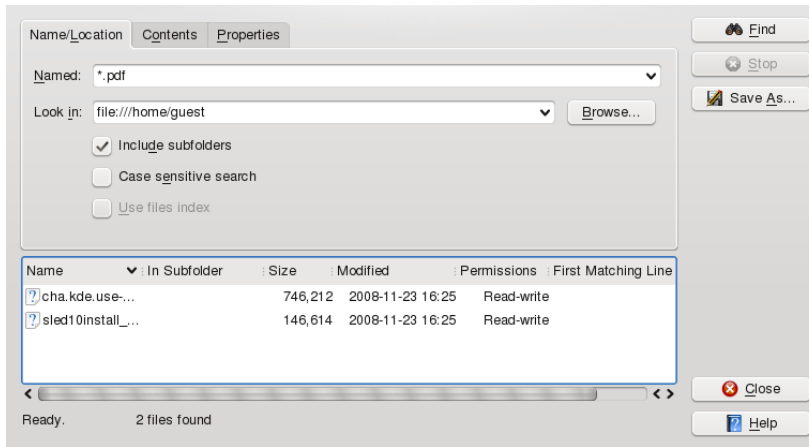 Name/Location Contents Properties
Find
Named: *.pdf
Stop
Save As...
Look in: file:///home/guest Browse...
Include subfolders
Case sensitive search
Use files index
Name In Subfolder Size Modified Permissions First Matching Line
cha.kde.use-... 746,212 2008-11-23 16:25 Read-write
sled10install_... 146,614 2008-11-23 16:25 Read-write
Close
Ready. 2 files found
Help